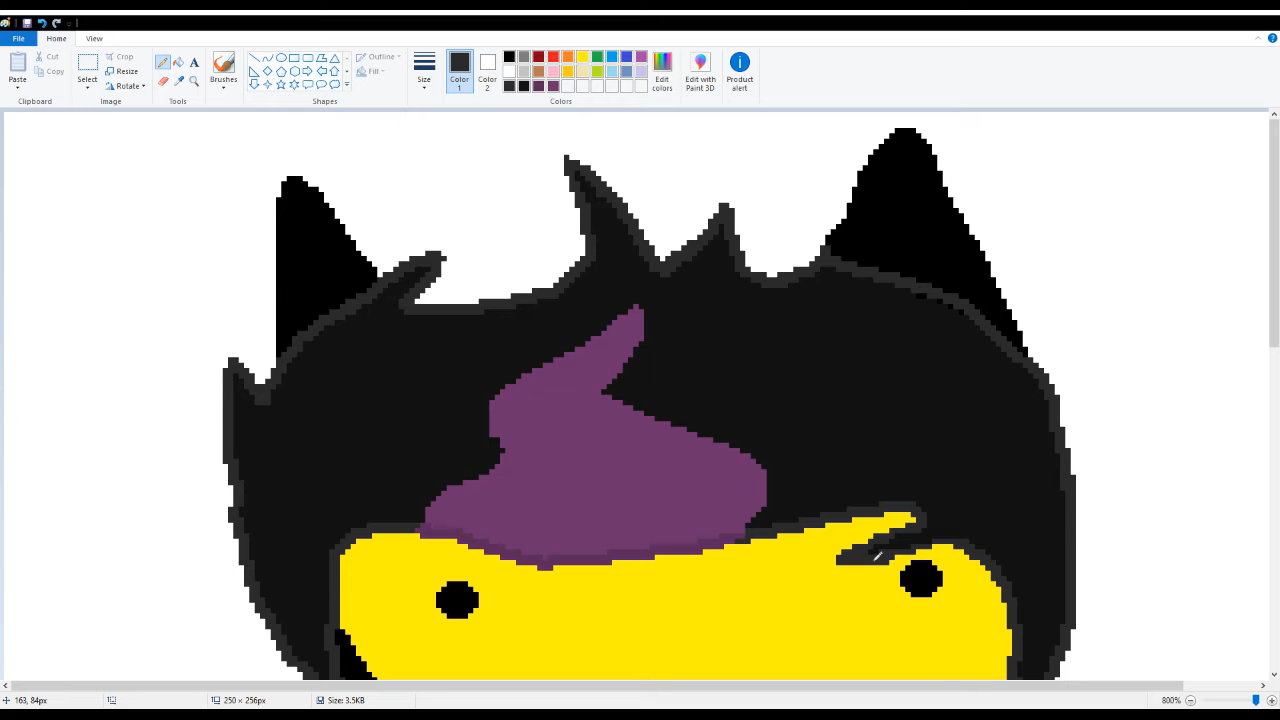 File
Home
View
Paste
Cut
Copy
Clipboard
Select
Crop
Resize
Rotate
Image
A
Tools
Brushes
Outline
Fill
Shapes
Size
Color
1
Color
2
Edit
colors
Colors
Edit with
Paint 3D
Product
alert
163, 84px
250 × 256px
Size: 3.5KB
800%